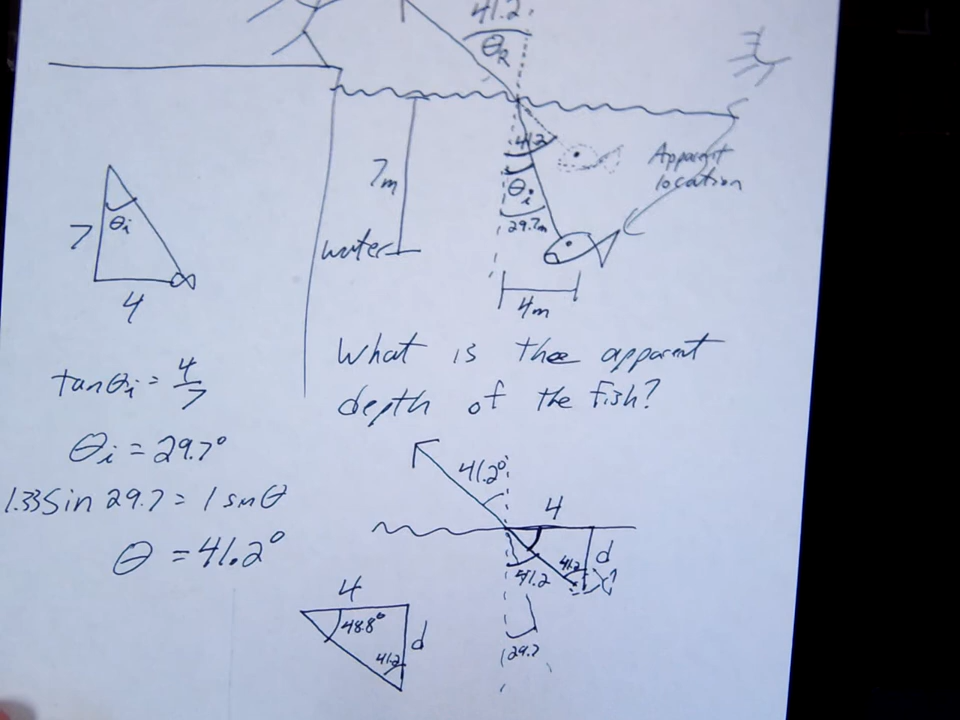 41.2
θR
41.2
7m
Apparent
location
θi
29.7m
water
7
θi
4
4m
What is thee apparent
depth of the fish?
tanθi = 4/7
θi = 29.7°
1.33 Sin 29.7 = 1 sin θ
θ = 41.2°
41.2°
4
d
41.2
41.2
29.7
4
48.8°
41.2
d